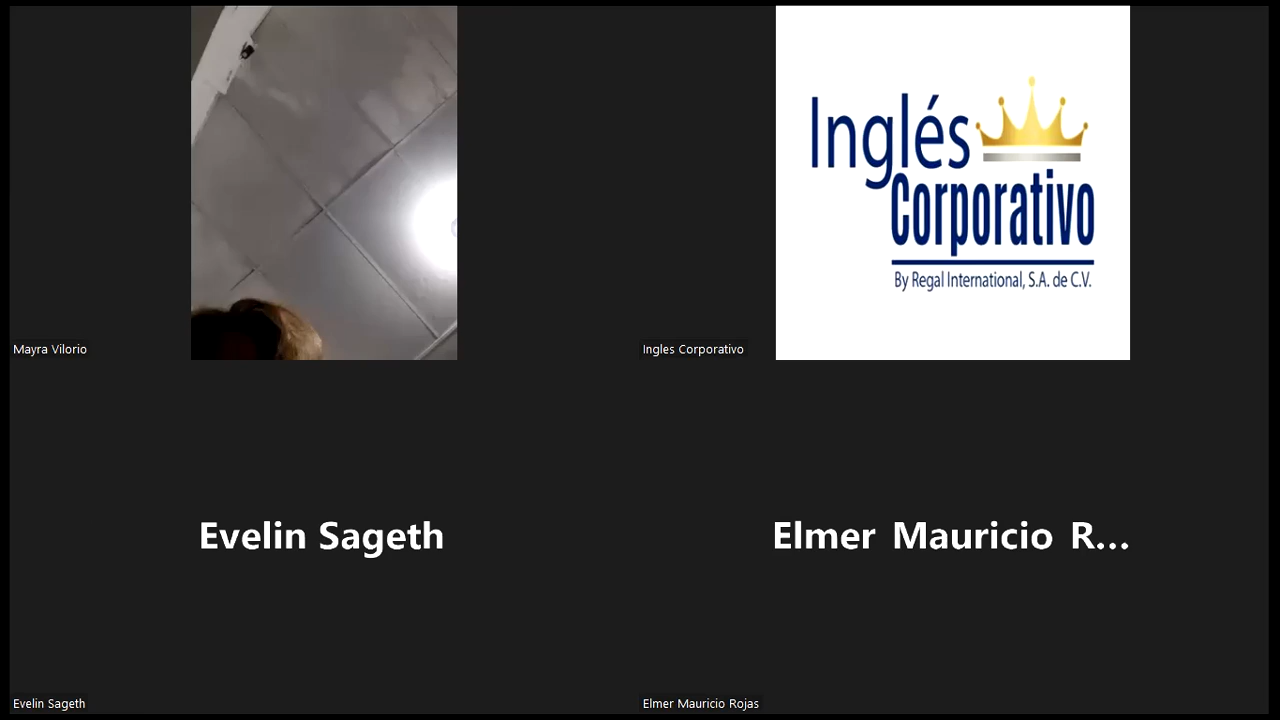 Inglés
Corporativo
By Regal International, S.A. de C.V.
Mayra Vilorio
Ingles Corporativo
Evelin Sageth
Elmer Mauricio R...
Evelin Sageth
Elmer Mauricio Rojas